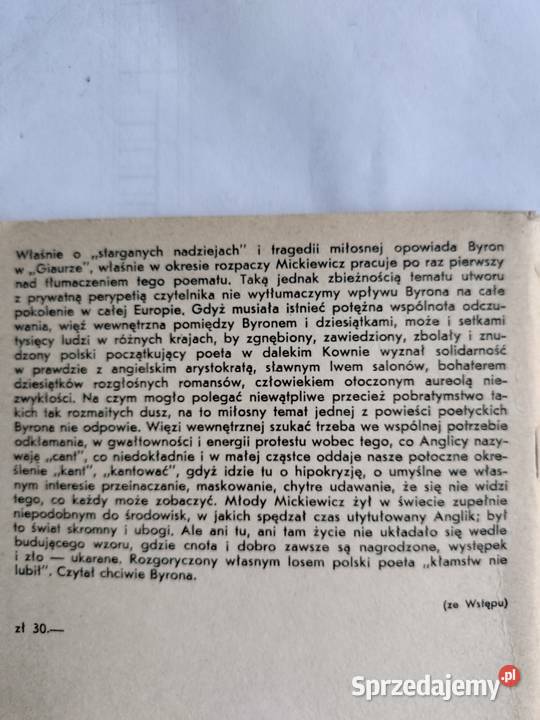 Właśnie o „starganych nadziejach" i tragedii miłosnej opowiada Byron
w „Giaurze", właśnie w okresie rozpaczy Mickiewicz pracuje po raz pierwszy
nad tłumaczeniem tego poematu. Taką jednak zbieżnością tematu utworu
z prywatną perypetią czytelnika nie wytłumaczymy wpływu Byrona na całe
pokolenie w całej Europie. Gdyż musiała istnieć potężna wspólnota odczu-
wania, więź wewnętrzna pomiędzy Byronem i dziesiątkami, może i setkami
tysięcy ludzi w różnych krajach, by zgnębiony, zawiedziony, zbolały i znu-
dzony polski początkujący poeta w dalekim Kownie wyznał solidarność
w prawdzie z angielskim arystokratą, sławnym lwem salonów, bohaterem
dziesiątków rozgłośnych romansów, człowiekiem otoczonym aureolą nie-
zwykłości. Na czym mogło polegać niewątpliwe przecież pobratymstwo ta-
kich tak rozmaitych dusz, na to miłosny temat jednej z powieści poetyckich
Byrona nie odpowie. Więzi wewnętrznej szukać trzeba we wspólnej potrzebie
odkłamania, w gwałtowności i energii protestu wobec tego, co Anglicy nazy-
wają „cant", co niedokładnie i w małej cząstce oddaje nasze potoczne okre-
ślenie „kant", „kantować", gdyż idzie tu o hipokryzję, o umyślne we włas-
nym interesie przeinaczanie, maskowanie, chytre udawanie, że się nie widzi
tego, co każdy może zobaczyć. Młody Mickiewicz żył w świecie zupełnie
niepodobnym do środowisk, w jakich spędzał czas utytułowany Anglik; był
to świat skromny i ubogi. Ale ani tu, ani tam życie nie układało się wedle
budującego wzoru, gdzie cnota i dobro zawsze są nagrodzone, występek
i zło — ukarane. Rozgoryczony własnym losem polski poeta „kłamstw nie
lubił". Czytał chciwie Byrona.
(ze Wstępu)
zł 30.—
Sprzedajemy.pl